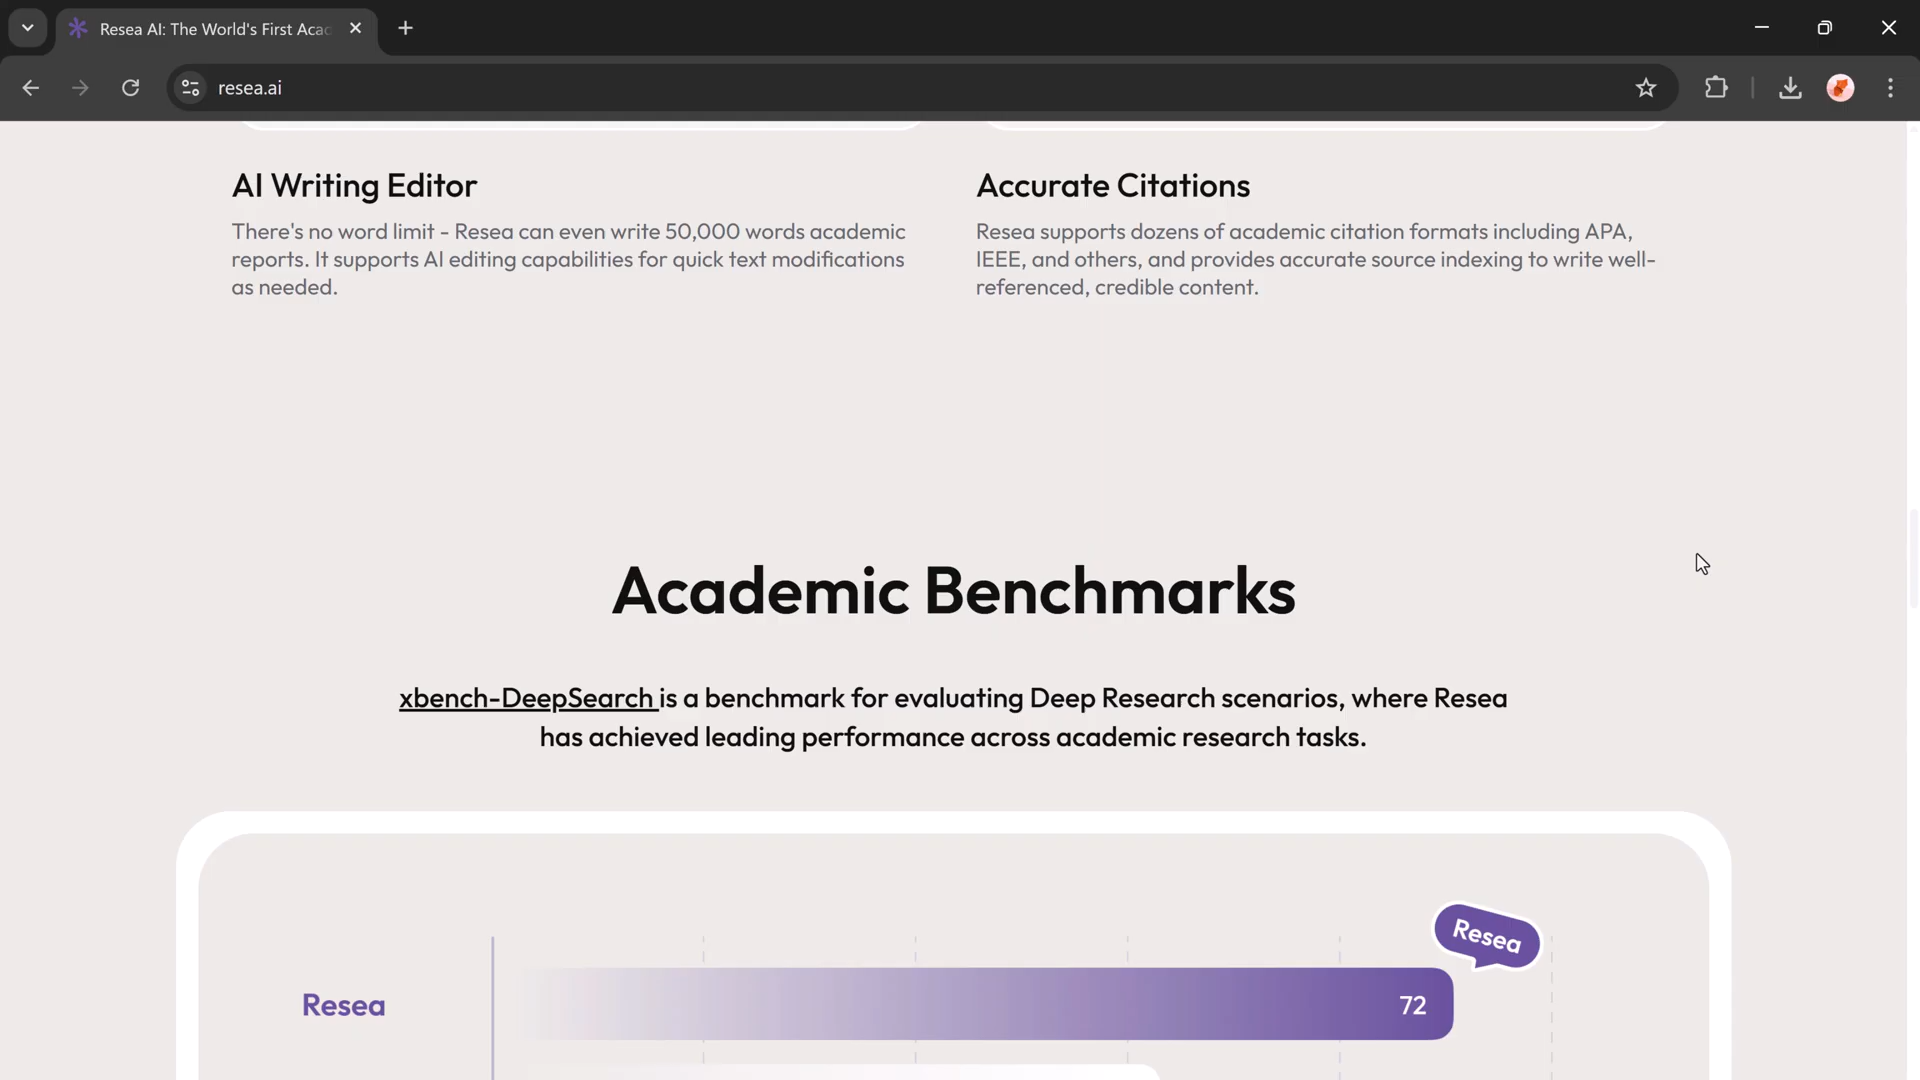 Resea AI: The World's First Acad
resea.ai
AI Writing Editor
There's no word limit - Resea can even write 50,000 words academic
reports. It supports AI editing capabilities for quick text modifications
as needed.
Accurate Citations
Resea supports dozens of academic citation formats including APA,
IEEE, and others, and provides accurate source indexing to write well-
referenced, credible content.
Academic Benchmarks
xbench-DeepSearch is a benchmark for evaluating Deep Research scenarios, where Resea
has achieved leading performance across academic research tasks.
Resea
Resea
72